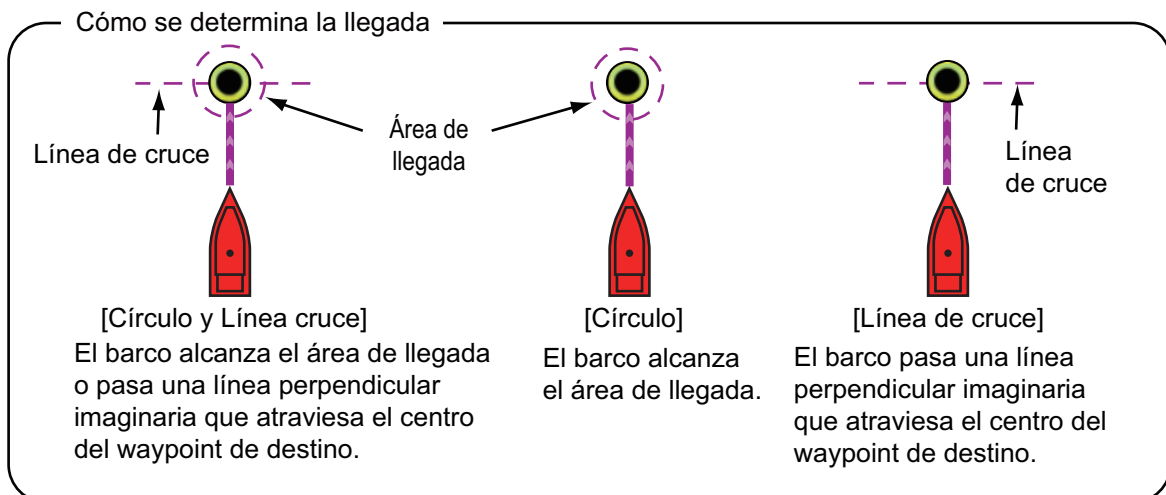 Cómo se determina la llegada
Línea de cruce
Área de
llegada
Línea
de cruce
[Círculo y Línea cruce]
El barco alcanza el área de llegada
o pasa una línea perpendicular
imaginaria que atraviesa el centro
del waypoint de destino.
[Círculo]
El barco alcanza
el área de llegada.
[Línea de cruce]
El barco pasa una línea
perpendicular imaginaria
que atraviesa el centro del
waypoint de destino.